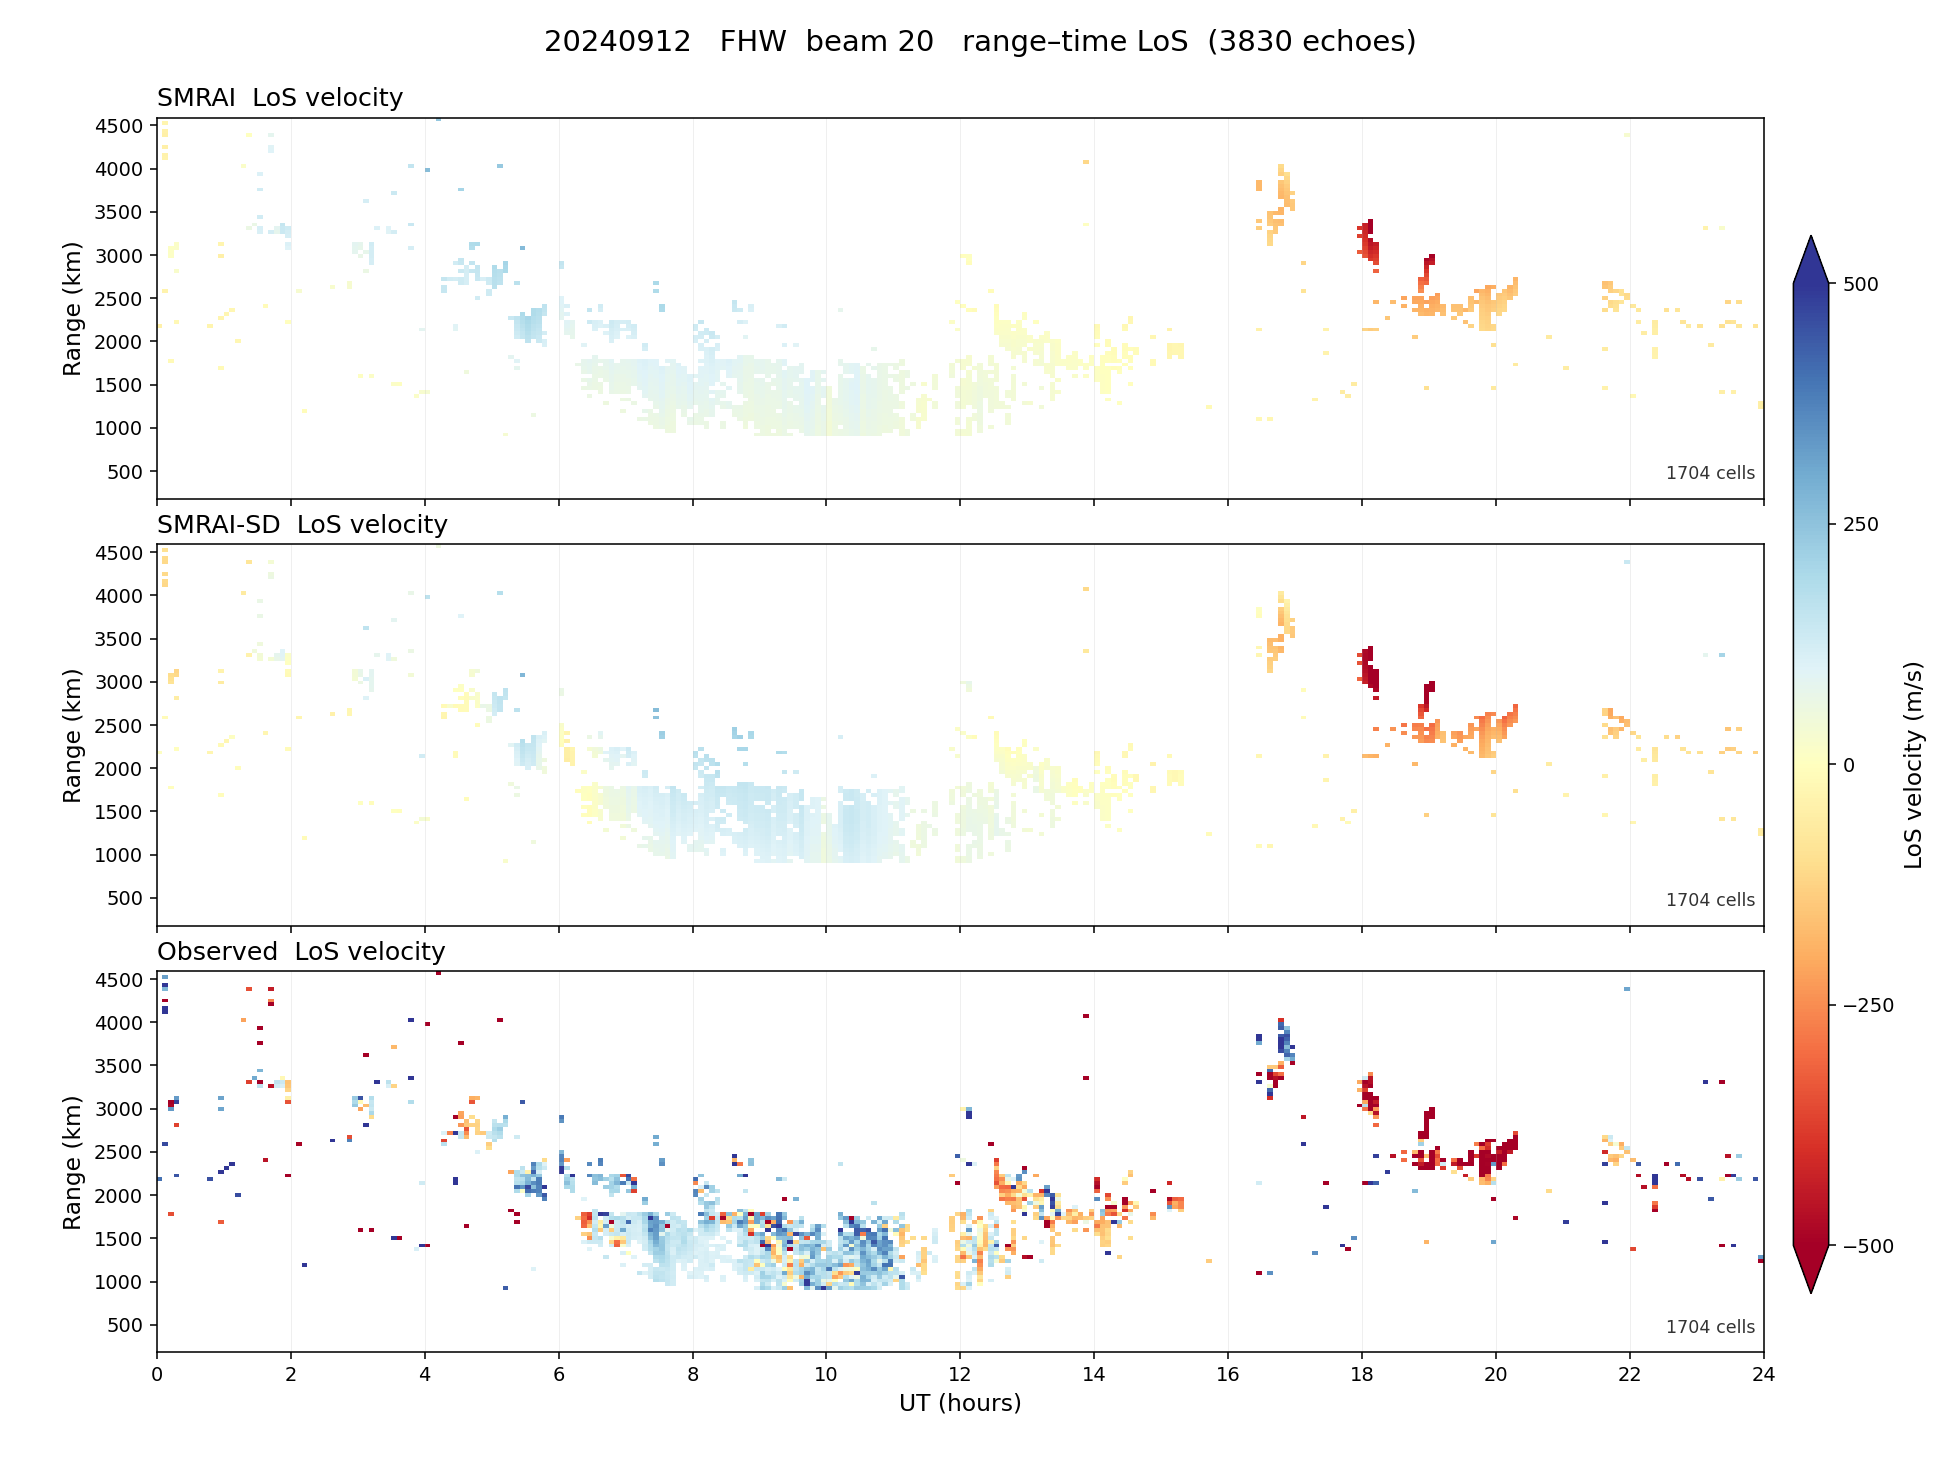 20240912   FHW  beam 20   range–time LoS  (3830 echoes)
SMRAI  LoS velocity
4500
4000
3500
3000
2500
2000
1500
1000
500
Range (km)
1704 cells
SMRAI-SD  LoS velocity
4500
4000
3500
3000
2500
2000
1500
1000
500
Range (km)
1704 cells
Observed  LoS velocity
4500
4000
3500
3000
2500
2000
1500
1000
500
Range (km)
1704 cells
0 2 4 6 8 10 12 14 16 18 20 22 24
UT (hours)
500
250
0
−250
−500
LoS velocity (m/s)